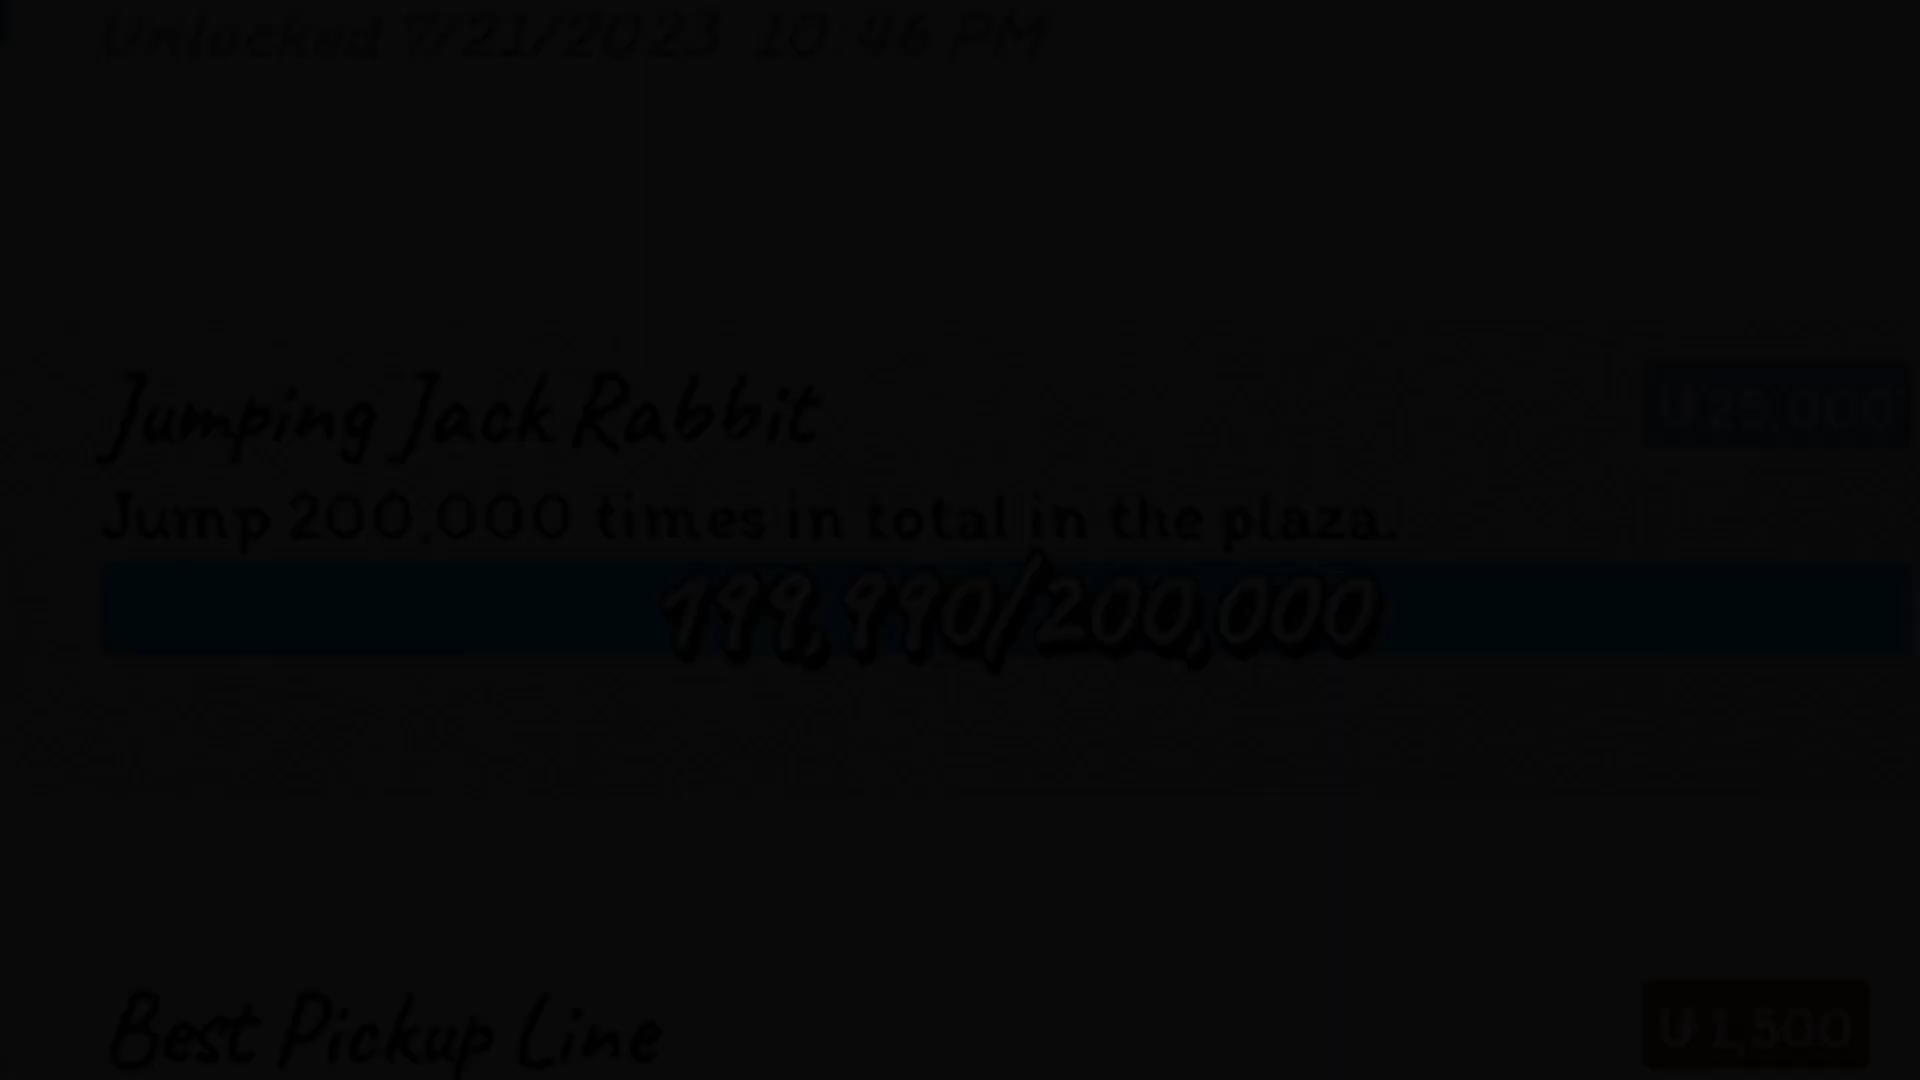 Unlocked 7/21/2023 10:46 PM
Jumping Jack Rabbit
U 25,000
Jump 200,000 times in total in the plaza.
199,990/200,000
Best Pickup Line
U 1,500